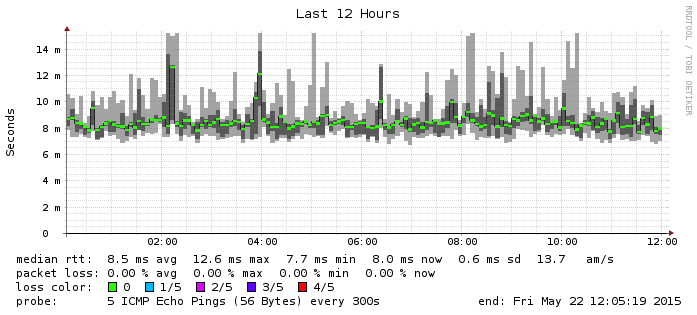 Last 12 Hours
RRDTOOL / TOBI OETIKER
Seconds
14 m
12 m
10 m
8 m
6 m
4 m
2 m
0
02:00 04:00 06:00 08:00 10:00 12:00
median rtt: 8.5 ms avg 12.6 ms max 7.7 ms min 8.0 ms now 0.6 ms sd 13.7 am/s
packet loss: 0.00 % avg 0.00 % max 0.00 % min 0.00 % now
loss color: 0 1/5 2/5 3/5 4/5
probe: 5 ICMP Echo Pings (56 Bytes) every 300s end: Fri May 22 12:05:19 2015